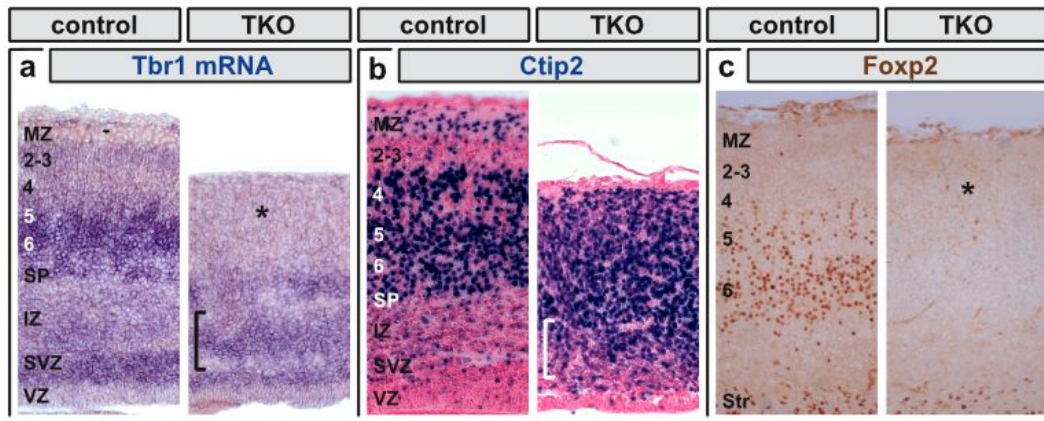 control TKO control TKO control TKO
a Tbr1 mRNA b Ctip2 c Foxp2
MZ
2-3
4
5
6
SP
IZ
SVZ
VZ
*
MZ
2-3
4
5
6
SP
IZ
SVZ
VZ
MZ
2-3
4
5
6
Str
*